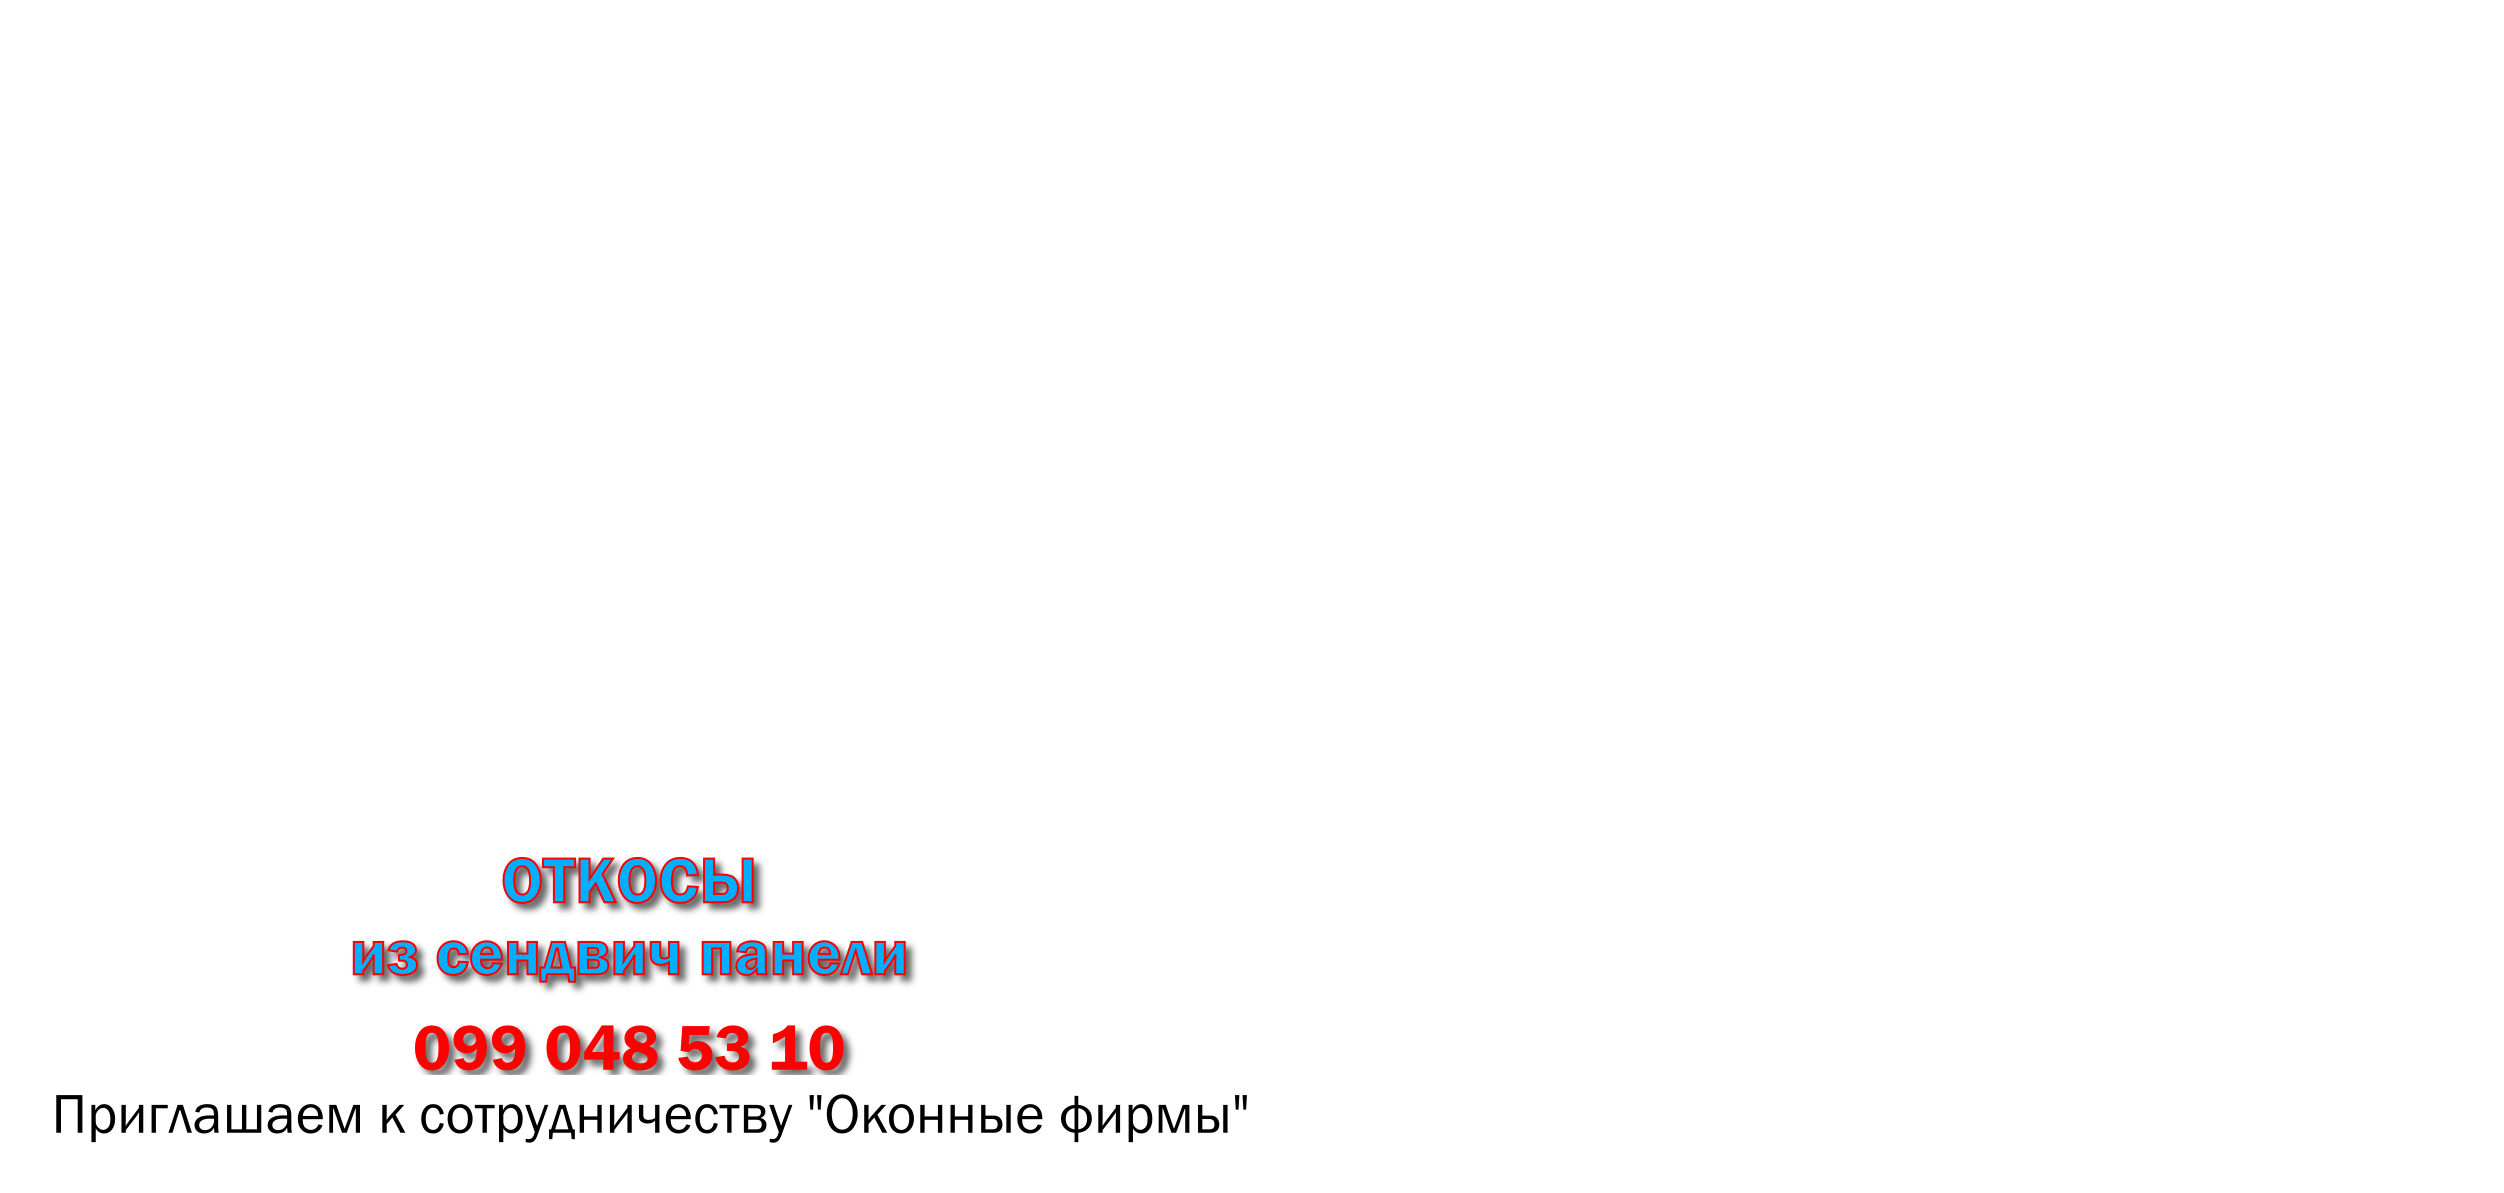 ОТКОСЫ
из сендвич панели
099 048 53 10
Приглашаем к сотрудничеству "Оконные фирмы"